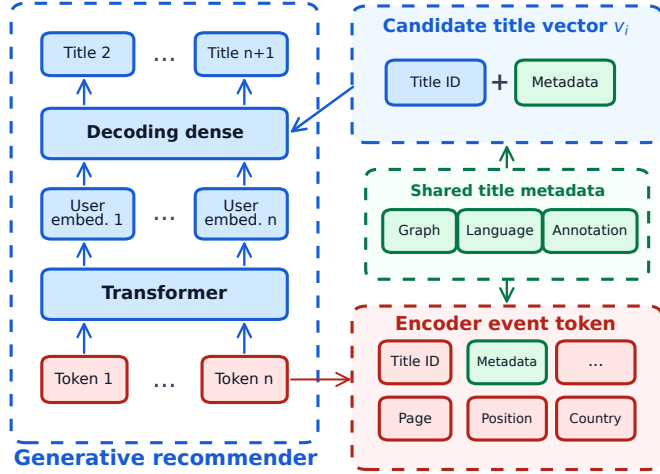 Title 2
...
Title n+1
Decoding dense
User
embed. 1
...
User
embed. n
Transformer
Token 1
...
Token n
Generative recommender
Candidate title vector vᵢ
Title ID
+
Metadata
Shared title metadata
Graph
Language
Annotation
Encoder event token
Title ID
Metadata
...
Page
Position
Country